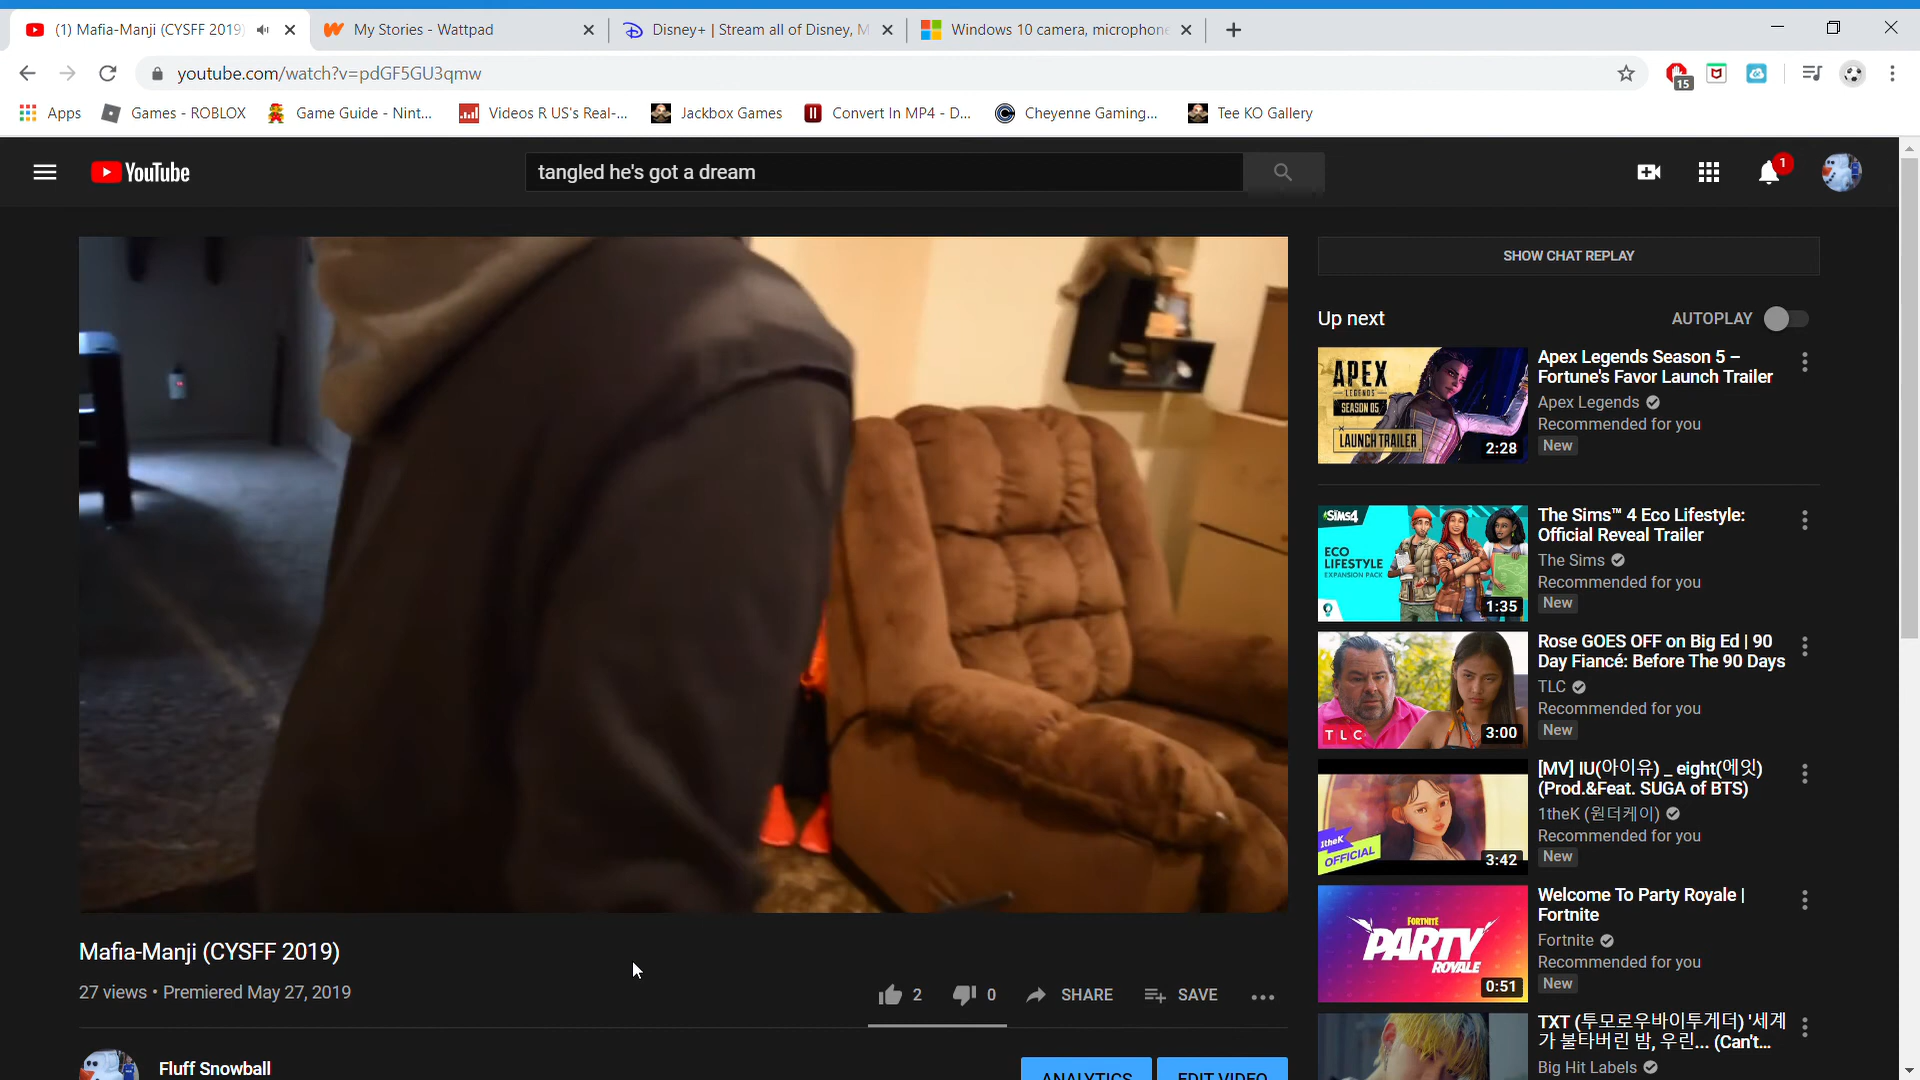 (1) Mafia-Manji (CYSFF 2019)
My Stories - Wattpad
Disney+ | Stream all of Disney, M
Windows 10 camera, microphone
youtube.com/watch?v=pdGF5GU3qmw
15
Apps
Games - ROBLOX
Game Guide - Nint...
Videos R US's Real-...
Jackbox Games
Convert In MP4 - D...
Cheyenne Gaming...
Tee KO Gallery
YouTube
tangled he's got a dream
1
SHOW CHAT REPLAY
Up next
AUTOPLAY
APEX
LEGENDS
SEASON 05
LAUNCH TRAILER
2:28
Apex Legends Season 5 –
Fortune's Favor Launch Trailer
Apex Legends
Recommended for you
New
SIMS4
ECO
LIFESTYLE
EXPANSION PACK
1:35
The Sims™ 4 Eco Lifestyle:
Official Reveal Trailer
The Sims
Recommended for you
New
TLC
3:00
Rose GOES OFF on Big Ed | 90
Day Fiancé: Before The 90 Days
TLC
Recommended for you
New
1theK
OFFICIAL
3:42
[MV] IU(아이유) _ eight(에잇)
(Prod.&Feat. SUGA of BTS)
1theK (원더케이)
Recommended for you
New
FORTNITE
PARTY
ROYALE
0:51
Welcome To Party Royale |
Fortnite
Fortnite
Recommended for you
New
TXT (투모로우바이투게더) '세계
가 불타버린 밤, 우린... (Can't...
Big Hit Labels
Mafia-Manji (CYSFF 2019)
27 views • Premiered May 27, 2019
2
0
SHARE
SAVE
Fluff Snowball
ANALYTICS
EDIT VIDEO